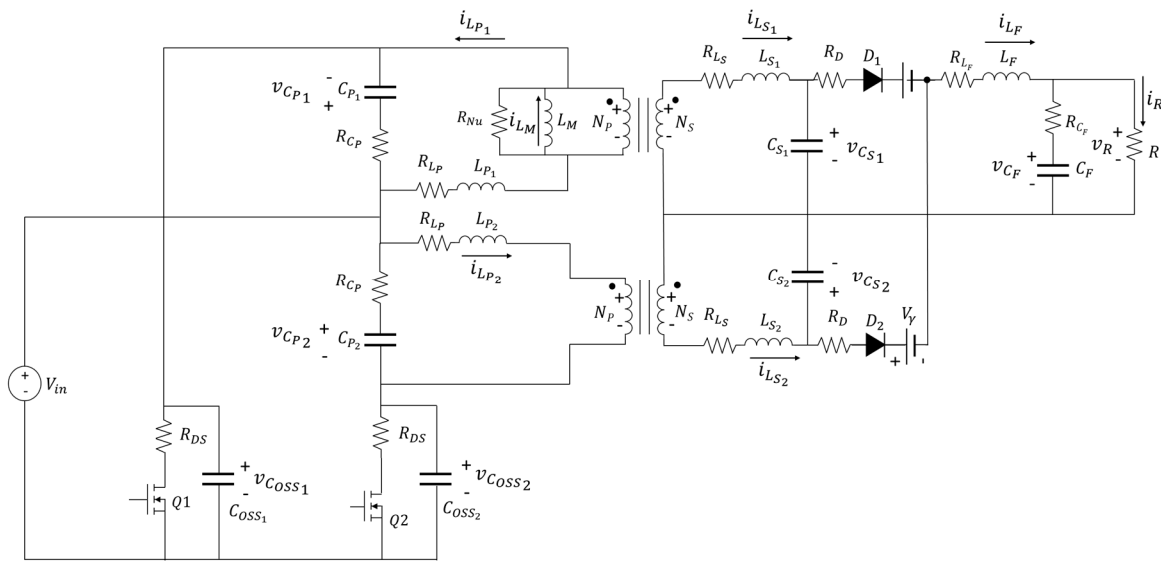 i_{L_{P_1}}
i_{L_{S_1}}
i_{L_F}
R_{L_S} L_{S_1} R_D D_1 R_{L_F} L_F
v_{C_{P_1}} - + C_{P_1}
R_{Nu} i_{L_M} L_M N_P + - + - N_S
i_R
R_{C_P}
C_{S_1} + - v_{C_{S_1}}
R_{C_F} v_R + - R
v_{C_F} + - C_F
R_{L_P} L_{P_1}
R_{L_P} L_{P_2}
i_{L_{P_2}}
R_{C_P}
C_{S_2} - + v_{C_{S_2}}
N_P + - + - N_S
v_{C_{P_2}} + - C_{P_2}
R_{L_S} L_{S_2} R_D D_2 V_γ
+ -
i_{L_{S_2}}
+ - V_{in}
R_{DS} R_{DS}
+ - v_{C_{OSS_1}}
+ - v_{C_{OSS_2}}
Q1 C_{OSS_1} Q2 C_{OSS_2}